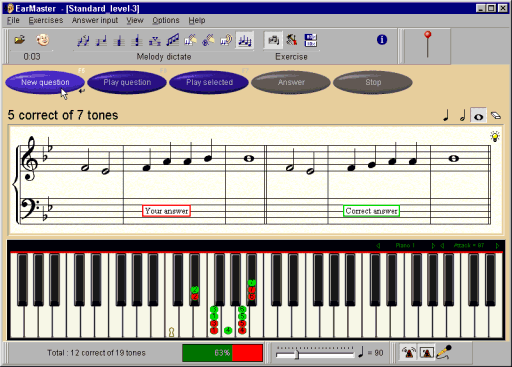 EarMaster - [Standard_level-3]
File Exercises Answer input View Options Help
0:03 Melody dictate Exercise
New question Play question Play selected Answer Stop
5 correct of 7 tones
Your answer Correct answer
Piano 1 Attack = 97
Total : 12 correct of 19 tones 63% = 90